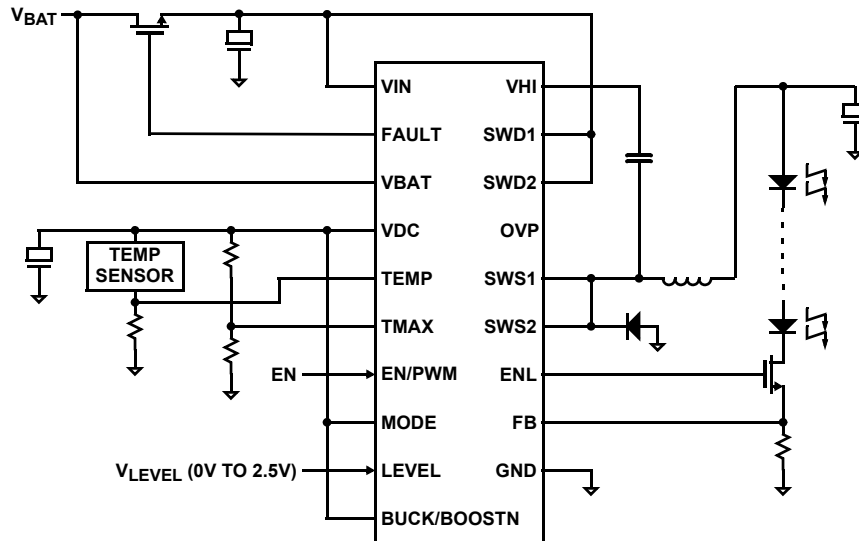 VBAT
VIN VHI
FAULT SWD1
VBAT SWD2
VDC OVP
TEMP SENSOR
TEMP SWS1
TMAX SWS2
EN EN/PWM ENL
MODE FB
VLEVEL (0V TO 2.5V) LEVEL GND
BUCK/BOOSTN